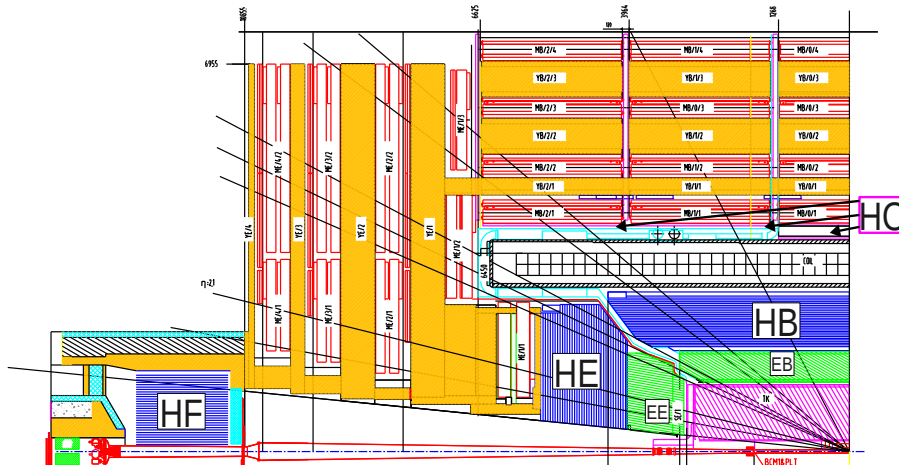 10855
6625
3964
1268
6955
MB/2/4
MB/1/4
MB/0/4
YB/2/3
YB/1/3
YB/0/3
MB/2/3
MB/1/3
MB/0/3
YB/2/2
YB/1/2
YB/0/2
MB/2/2
MB/1/2
MB/0/2
YB/2/1
YB/1/1
YB/0/1
MB/2/1
MB/1/1
MB/0/1
HO
ME/4/2
ME/3/2
ME/2/2
ME/1/3
YE/4
YE/3
YE/2
YE/1
ME/1/2
6450
COIL
η=2.1
ME/4/1
ME/3/1
ME/2/1
ME/1/1
HB
EB
HE
HF
EE
SE/1
TK
BCM1&PLT